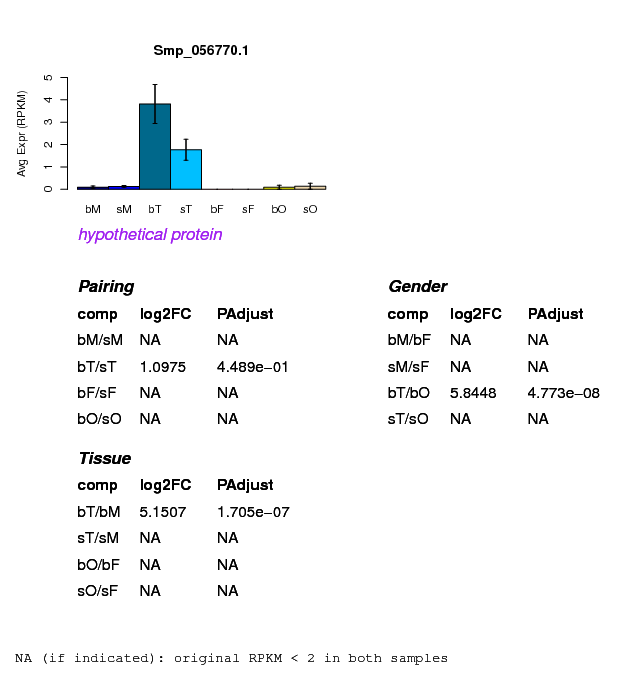 Smp_056770.1
Avg Expr (RPKM)
5
4
3
2
1
0
bM sM bT sT bF sF bO sO
hypothetical protein
Pairing
comp log2FC PAdjust
bM/sM NA NA
bT/sT 1.0975 4.489e−01
bF/sF NA NA
bO/sO NA NA
Gender
comp log2FC PAdjust
bM/bF NA NA
sM/sF NA NA
bT/bO 5.8448 4.773e−08
sT/sO NA NA
Tissue
comp log2FC PAdjust
bT/bM 5.1507 1.705e−07
sT/sM NA NA
bO/bF NA NA
sO/sF NA NA
NA (if indicated): original RPKM < 2 in both samples